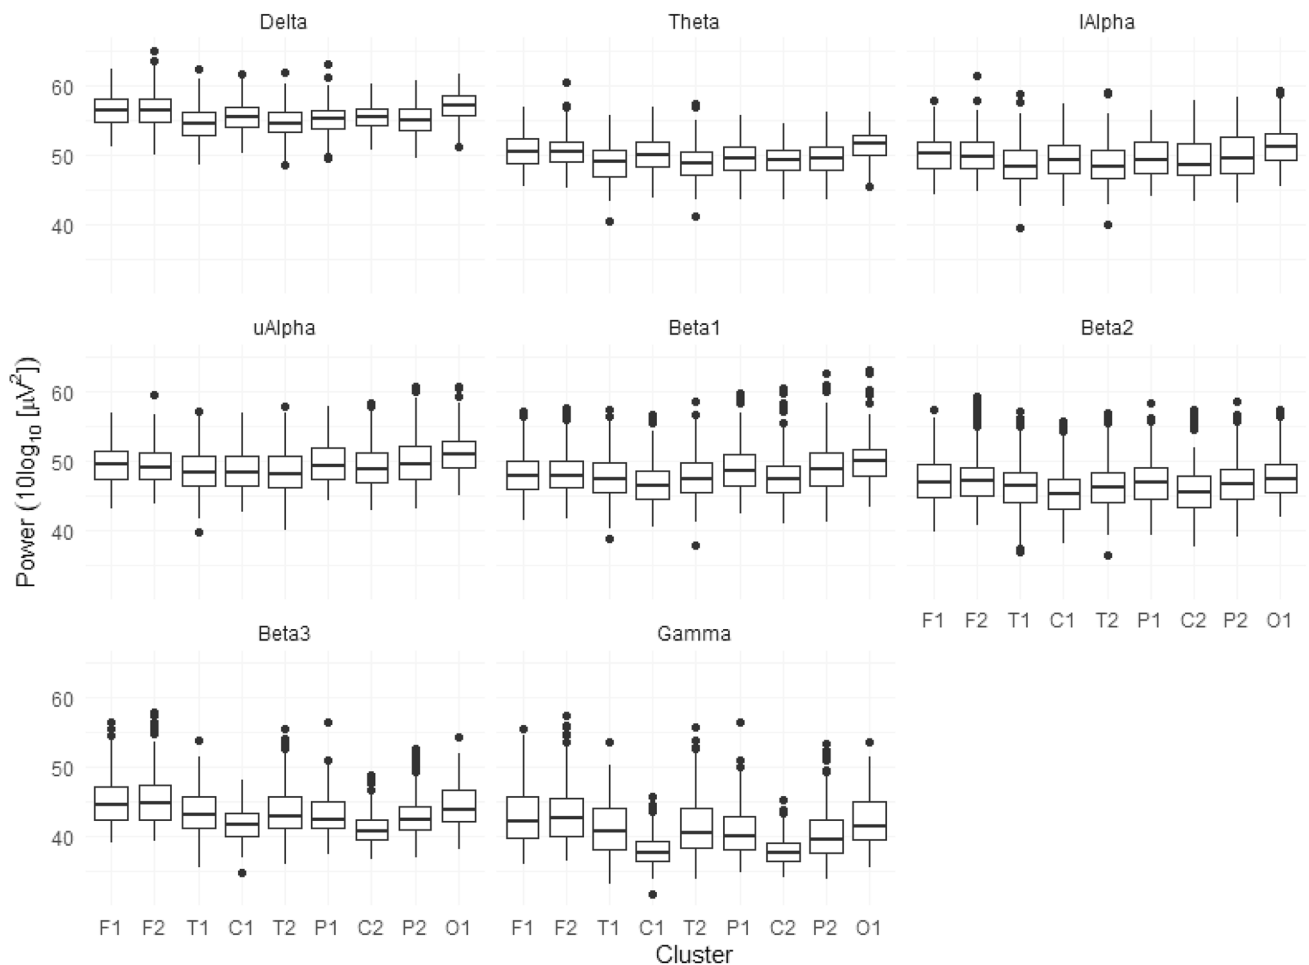 Delta Theta lAlpha
60
50
40
uAlpha Beta1 Beta2
60
50
40
F1 F2 T1 C1 T2 P1 C2 P2 O1
Beta3 Gamma
60
50
40
F1 F2 T1 C1 T2 P1 C2 P2 O1 F1 F2 T1 C1 T2 P1 C2 P2 O1
Cluster
Power (10log₁₀ [µV²])